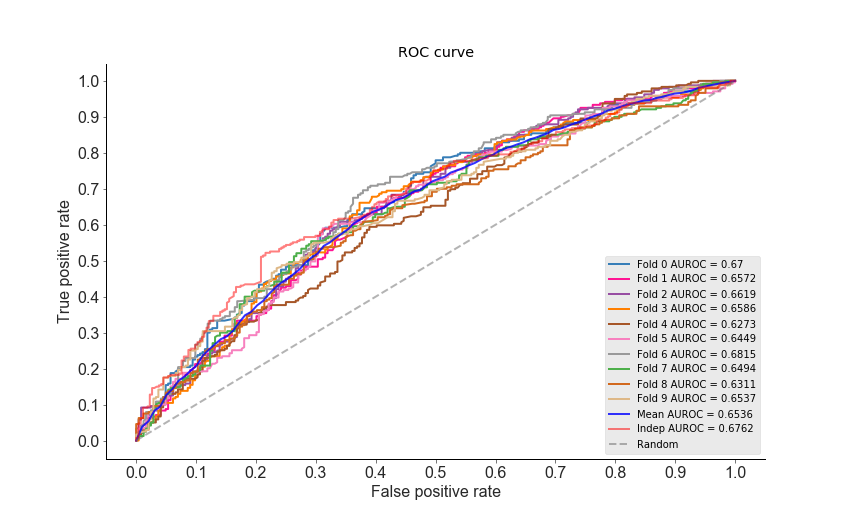 ROC curve
True positive rate
1.0
0.9
0.8
0.7
0.6
0.5
0.4
0.3
0.2
0.1
0.0
Fold 0 AUROC = 0.67
Fold 1 AUROC = 0.6572
Fold 2 AUROC = 0.6619
Fold 3 AUROC = 0.6586
Fold 4 AUROC = 0.6273
Fold 5 AUROC = 0.6449
Fold 6 AUROC = 0.6815
Fold 7 AUROC = 0.6494
Fold 8 AUROC = 0.6311
Fold 9 AUROC = 0.6537
Mean AUROC = 0.6536
Indep AUROC = 0.6762
Random
0.0 0.1 0.2 0.3 0.4 0.5 0.6 0.7 0.8 0.9 1.0
False positive rate